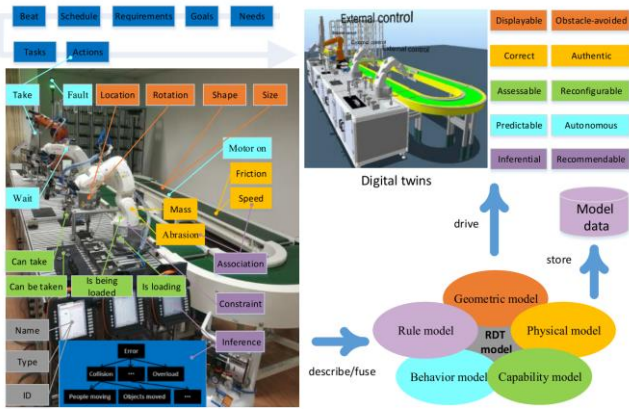 Beat
Schedule
Requirements
Goals
Needs
Tasks
Actions
Take
Fault
Location
Rotation
Shape
Size
Motor on
Friction
Wait
Mass
Speed
Abrasion
Can take
Association
Can be taken
Is being
loaded
Is loading
Constraint
Name
Inference
Type
ID
Error
Collision
...
Overload
People moving
Objects moved
...
External control
External control
External control
Digital twins
Displayable
Obstacle-avoided
Correct
Authentic
Assessable
Reconfigurable
Predictable
Autonomous
Inferential
Recommendable
drive
Model
data
store
describe/fuse
Geometric model
Rule model
RDT
model
Physical model
Behavior model
Capability model